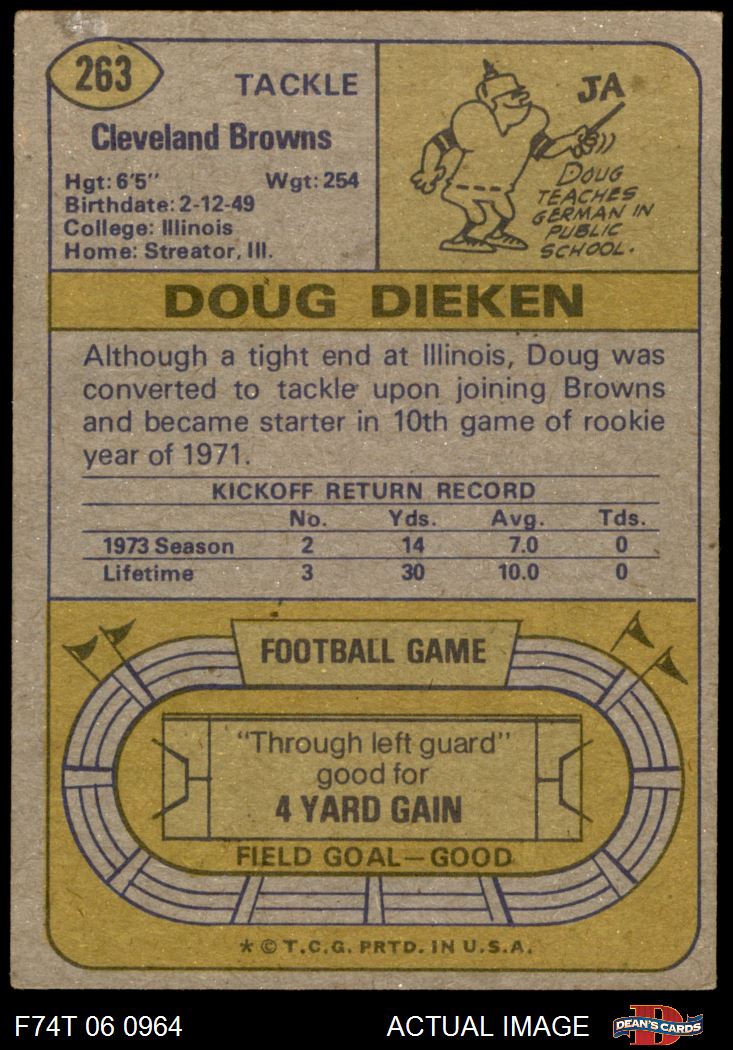 263
TACKLE
Cleveland Browns
Hgt: 6'5" Wgt: 254
Birthdate: 2-12-49
College: Illinois
Home: Streator, Ill.
JA
DOUG
TEACHES
GERMAN IN
PUBLIC
SCHOOL.
DOUG DIEKEN
Although a tight end at Illinois, Doug was
converted to tackle upon joining Browns
and became starter in 10th game of rookie
year of 1971.
KICKOFF RETURN RECORD
No. Yds. Avg. Tds.
1973 Season 2 14 7.0 0
Lifetime 3 30 10.0 0
FOOTBALL GAME
"Through left guard"
good for
4 YARD GAIN
FIELD GOAL—GOOD
* © T.C.G. PRTD. IN U.S.A.
F74T 06 0964 ACTUAL IMAGE
D
DEAN'S CARDS